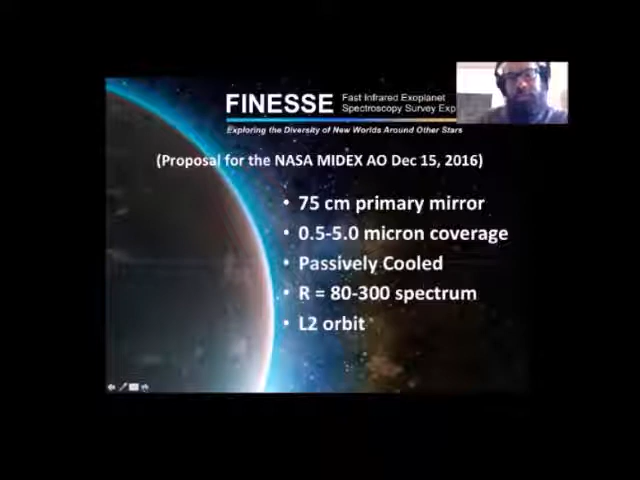 FINESSE
Fast Infrared Exoplanet
Spectroscopy Survey Exp
Exploring the Diversity of New Worlds Around Other Stars
(Proposal for the NASA MIDEX AO Dec 15, 2016)
• 75 cm primary mirror
• 0.5-5.0 micron coverage
• Passively Cooled
• R = 80-300 spectrum
• L2 orbit